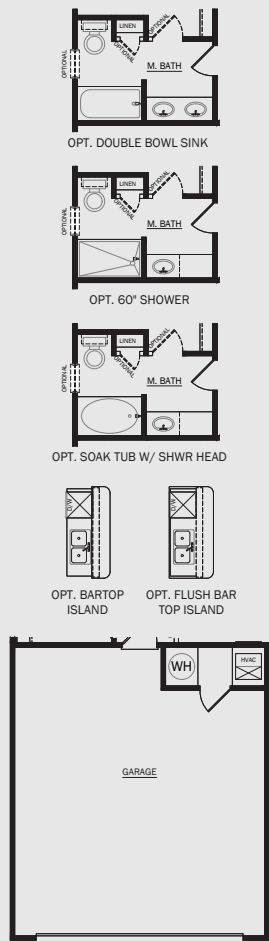 LINEN
OPTIONAL
OPTIONAL
OPTIONAL
M. BATH
OPT. DOUBLE BOWL SINK
LINEN
OPTIONAL
OPTIONAL
OPTIONAL
M. BATH
OPT. 60" SHOWER
LINEN
OPTIONAL
OPTIONAL
OPTIONAL
M. BATH
OPT. SOAK TUB W/ SHWR HEAD
D/W
D/W
OPT. BARTOP
ISLAND
OPT. FLUSH BAR
TOP ISLAND
WH
HVAC
GARAGE